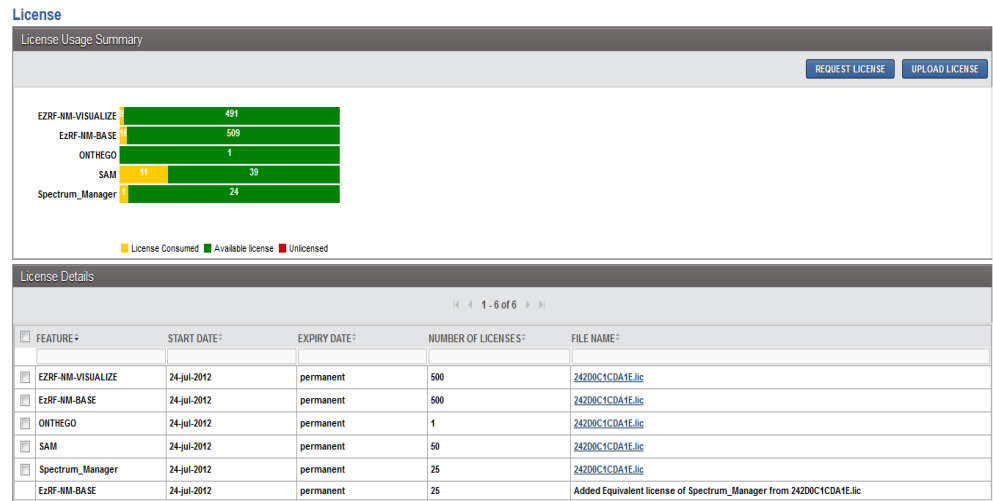 License
License Usage Summary
REQUEST LICENSE UPLOAD LICENSE
EZRF-NM-VISUALIZE 9 491
EzRF-NM-BASE 16 509
ONTHEGO 1
SAM 11 39
Spectrum_Manager 1 24
License Consumed Available license Unlicensed
License Details
1 - 6 of 6
FEATURE START DATE EXPIRY DATE NUMBER OF LICENSES FILE NAME
EZRF-NM-VISUALIZE 24-jul-2012 permanent 500 242D0C1CDA1E.lic
EzRF-NM-BASE 24-jul-2012 permanent 500 242D0C1CDA1E.lic
ONTHEGO 24-jul-2012 permanent 1 242D0C1CDA1E.lic
SAM 24-jul-2012 permanent 50 242D0C1CDA1E.lic
Spectrum_Manager 24-jul-2012 permanent 25 242D0C1CDA1E.lic
EzRF-NM-BASE 24-jul-2012 permanent 25 Added Equivalent license of Spectrum_Manager from 242D0C1CDA1E.lic